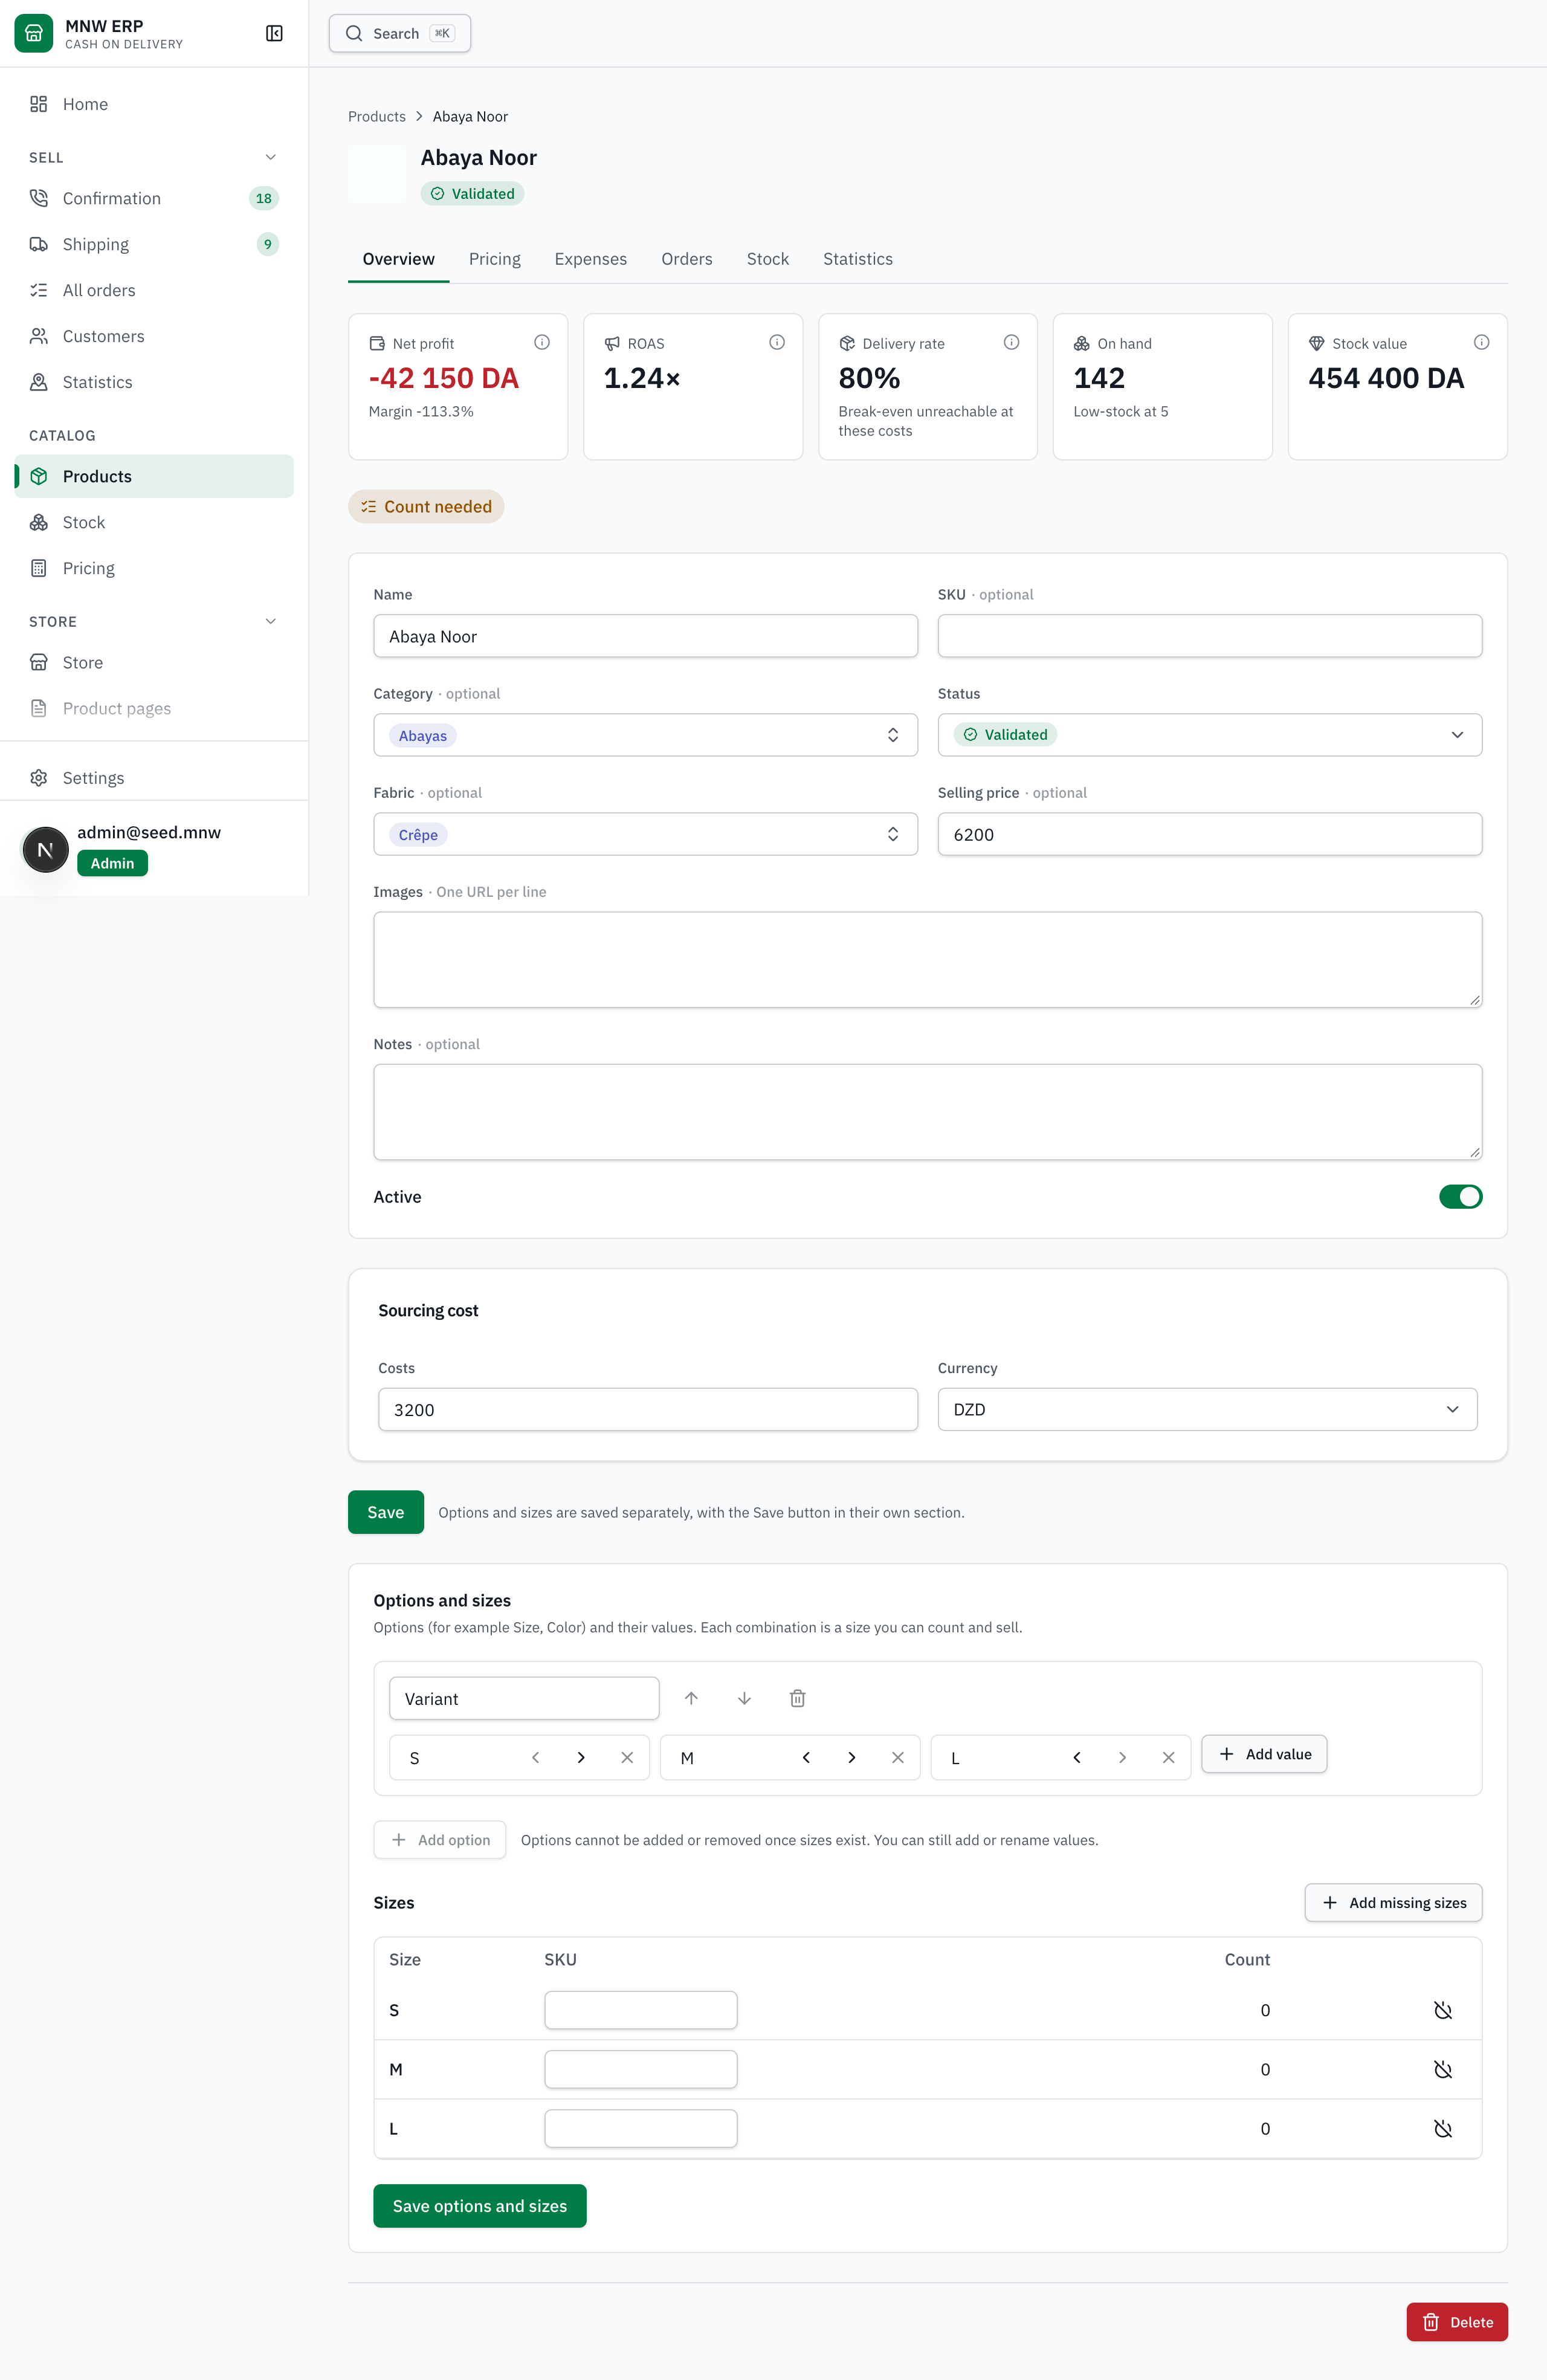 MNW ERP
CASH ON DELIVERY
Search ⌘K
Home
SELL
Confirmation 18
Shipping 9
All orders
Customers
Statistics
CATALOG
Products
Stock
Pricing
STORE
Store
Product pages
Settings
N
admin@seed.mnw
Admin
Products > Abaya Noor
Abaya Noor
Validated
Overview Pricing Expenses Orders Stock Statistics
Net profit
-42 150 DA
Margin -113.3%
ROAS
1.24×
Delivery rate
80%
Break-even unreachable at
these costs
On hand
142
Low-stock at 5
Stock value
454 400 DA
Count needed
Name
Abaya Noor
SKU · optional
Category · optional
Abayas
Status
Validated
Fabric · optional
Crêpe
Selling price · optional
6200
Images · One URL per line
Notes · optional
Active
Sourcing cost
Costs
3200
Currency
DZD
Save
Options and sizes are saved separately, with the Save button in their own section.
Options and sizes
Options (for example Size, Color) and their values. Each combination is a size you can count and sell.
Variant
S
M
L
Add value
Add option
Options cannot be added or removed once sizes exist. You can still add or rename values.
Sizes
Add missing sizes
Size SKU Count
S 0
M 0
L 0
Save options and sizes
Delete